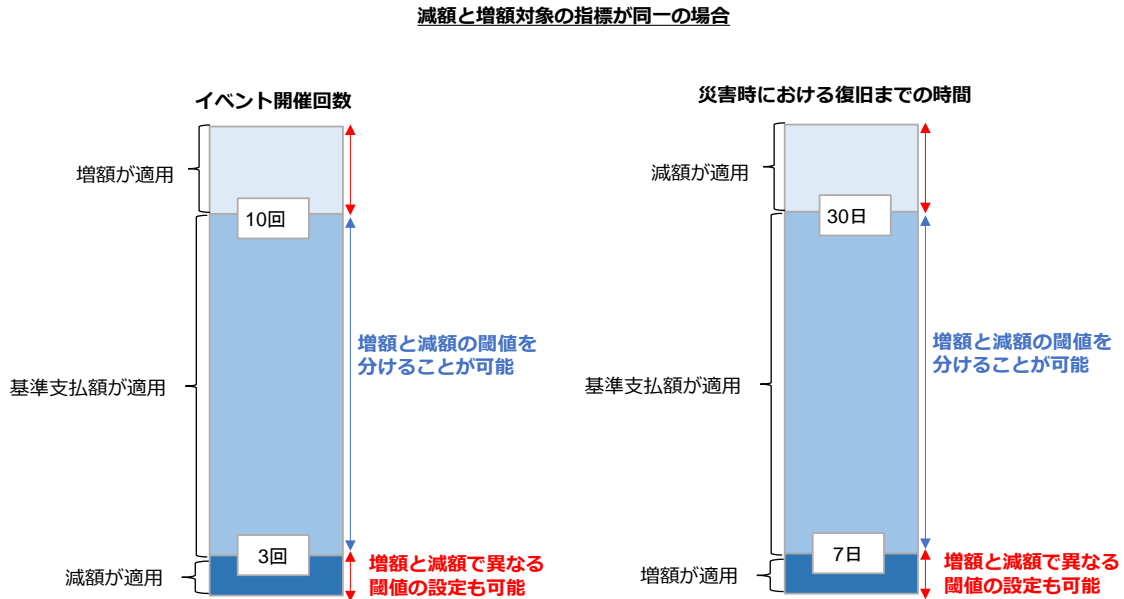 減額と増額対象の指標が同一の場合
イベント開催回数
増額が適用
10回
増額と減額の閾値を
分けることが可能
基準支払額が適用
3回
減額が適用
増額と減額で異なる
閾値の設定も可能
災害時における復旧までの時間
減額が適用
30日
増額と減額の閾値を
分けることが可能
基準支払額が適用
7日
増額が適用
増額と減額で異なる
閾値の設定も可能